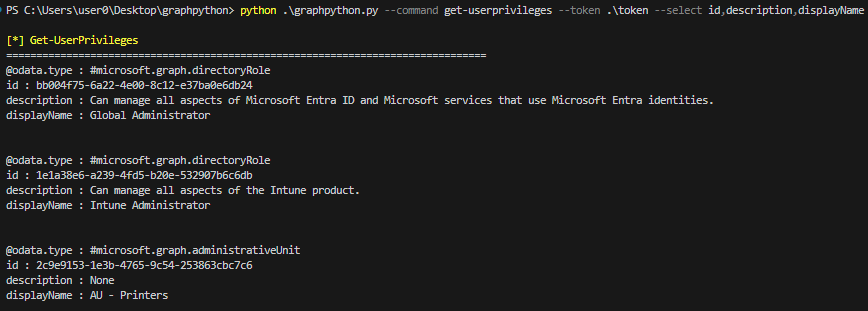 PS C:\Users\user0\Desktop\graphpython> python .\graphpython.py --command get-userprivileges --token .\token --select id,description,displayName
[*] Get-UserPrivileges
================================================================================
@odata.type : #microsoft.graph.directoryRole
id : bb004f75-6a22-4e00-8c12-e37ba0e6db24
description : Can manage all aspects of Microsoft Entra ID and Microsoft services that use Microsoft Entra identities.
displayName : Global Administrator
@odata.type : #microsoft.graph.directoryRole
id : 1e1a38e6-a239-4fd5-b20e-532907b6c6db
description : Can manage all aspects of the Intune product.
displayName : Intune Administrator
@odata.type : #microsoft.graph.administrativeUnit
id : 2c9e9153-1e3b-4765-9c54-253863cbc7c6
description : None
displayName : AU - Printers